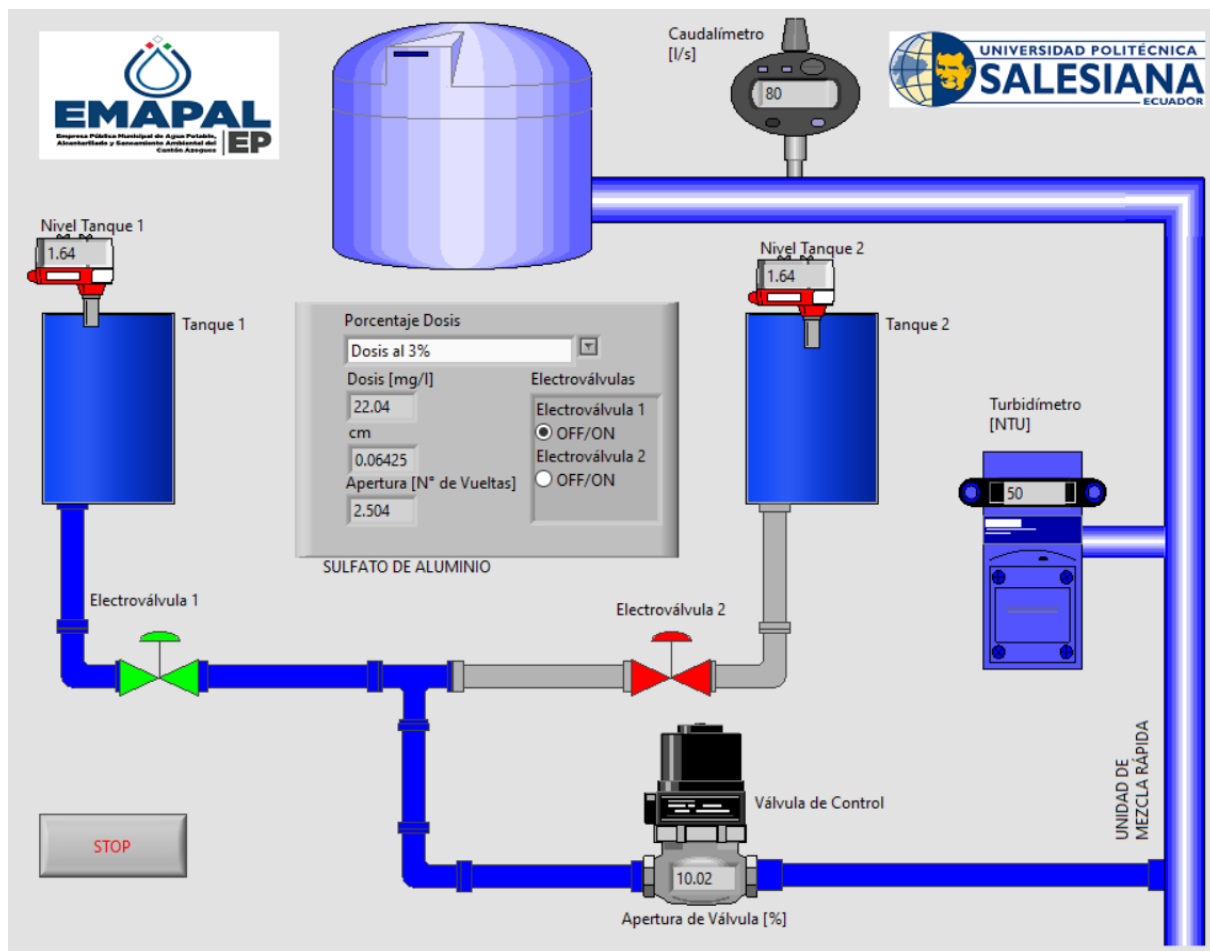 EMAPAL
EP
Empresa Pública Municipal de Agua Potable,
Alcantarillado y Saneamiento Ambiental del
Cantón Azogues
Caudalímetro
[l/s]
80
UNIVERSIDAD POLITÉCNICA
SALESIANA
ECUADOR
Nivel Tanque 1
1.64
Tanque 1
Nivel Tanque 2
1.64
Tanque 2
Porcentaje Dosis
Dosis al 3%
Dosis [mg/l]
22.04
cm
0.06425
Apertura [N° de Vueltas]
2.504
Electroválvulas
Electroválvula 1
OFF/ON
Electroválvula 2
OFF/ON
SULFATO DE ALUMINIO
Turbidímetro
[NTU]
50
Electroválvula 1
Electroválvula 2
Válvula de Control
10.02
Apertura de Válvula [%]
UNIDAD DE
MEZCLA RÁPIDA
STOP